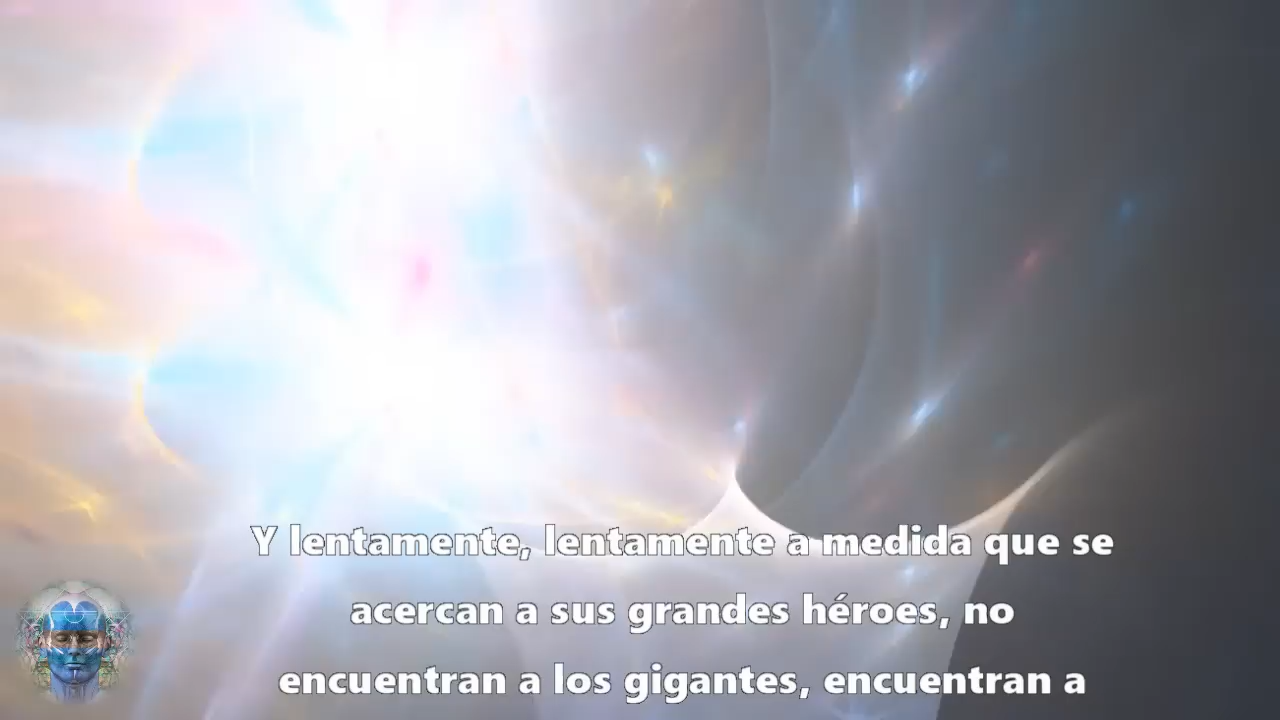 Y lentamente, lentamente a medida que se
acercan a sus grandes héroes, no
encuentran a los gigantes, encuentran a